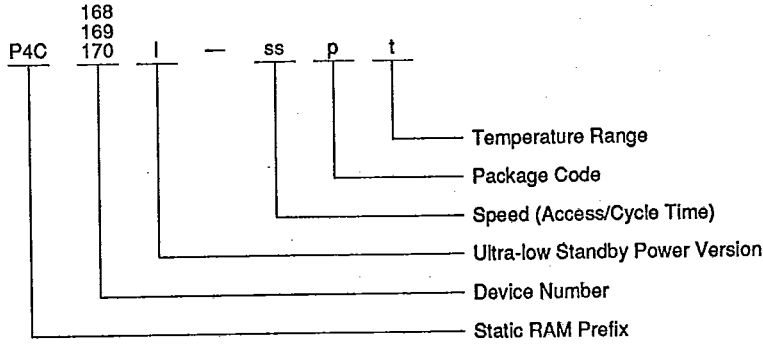 168
169
P4C 170 l — ss p t
Temperature Range
Package Code
Speed (Access/Cycle Time)
Ultra-low Standby Power Version
Device Number
Static RAM Prefix